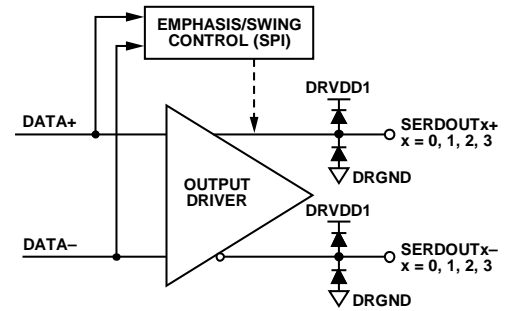 EMPHASIS/SWING
CONTROL (SPI)
DRVDD1
DATA+
SERDOUTx+
x = 0, 1, 2, 3
DRGND
OUTPUT
DRIVER
DRVDD1
DATA–
SERDOUTx–
x = 0, 1, 2, 3
DRGND